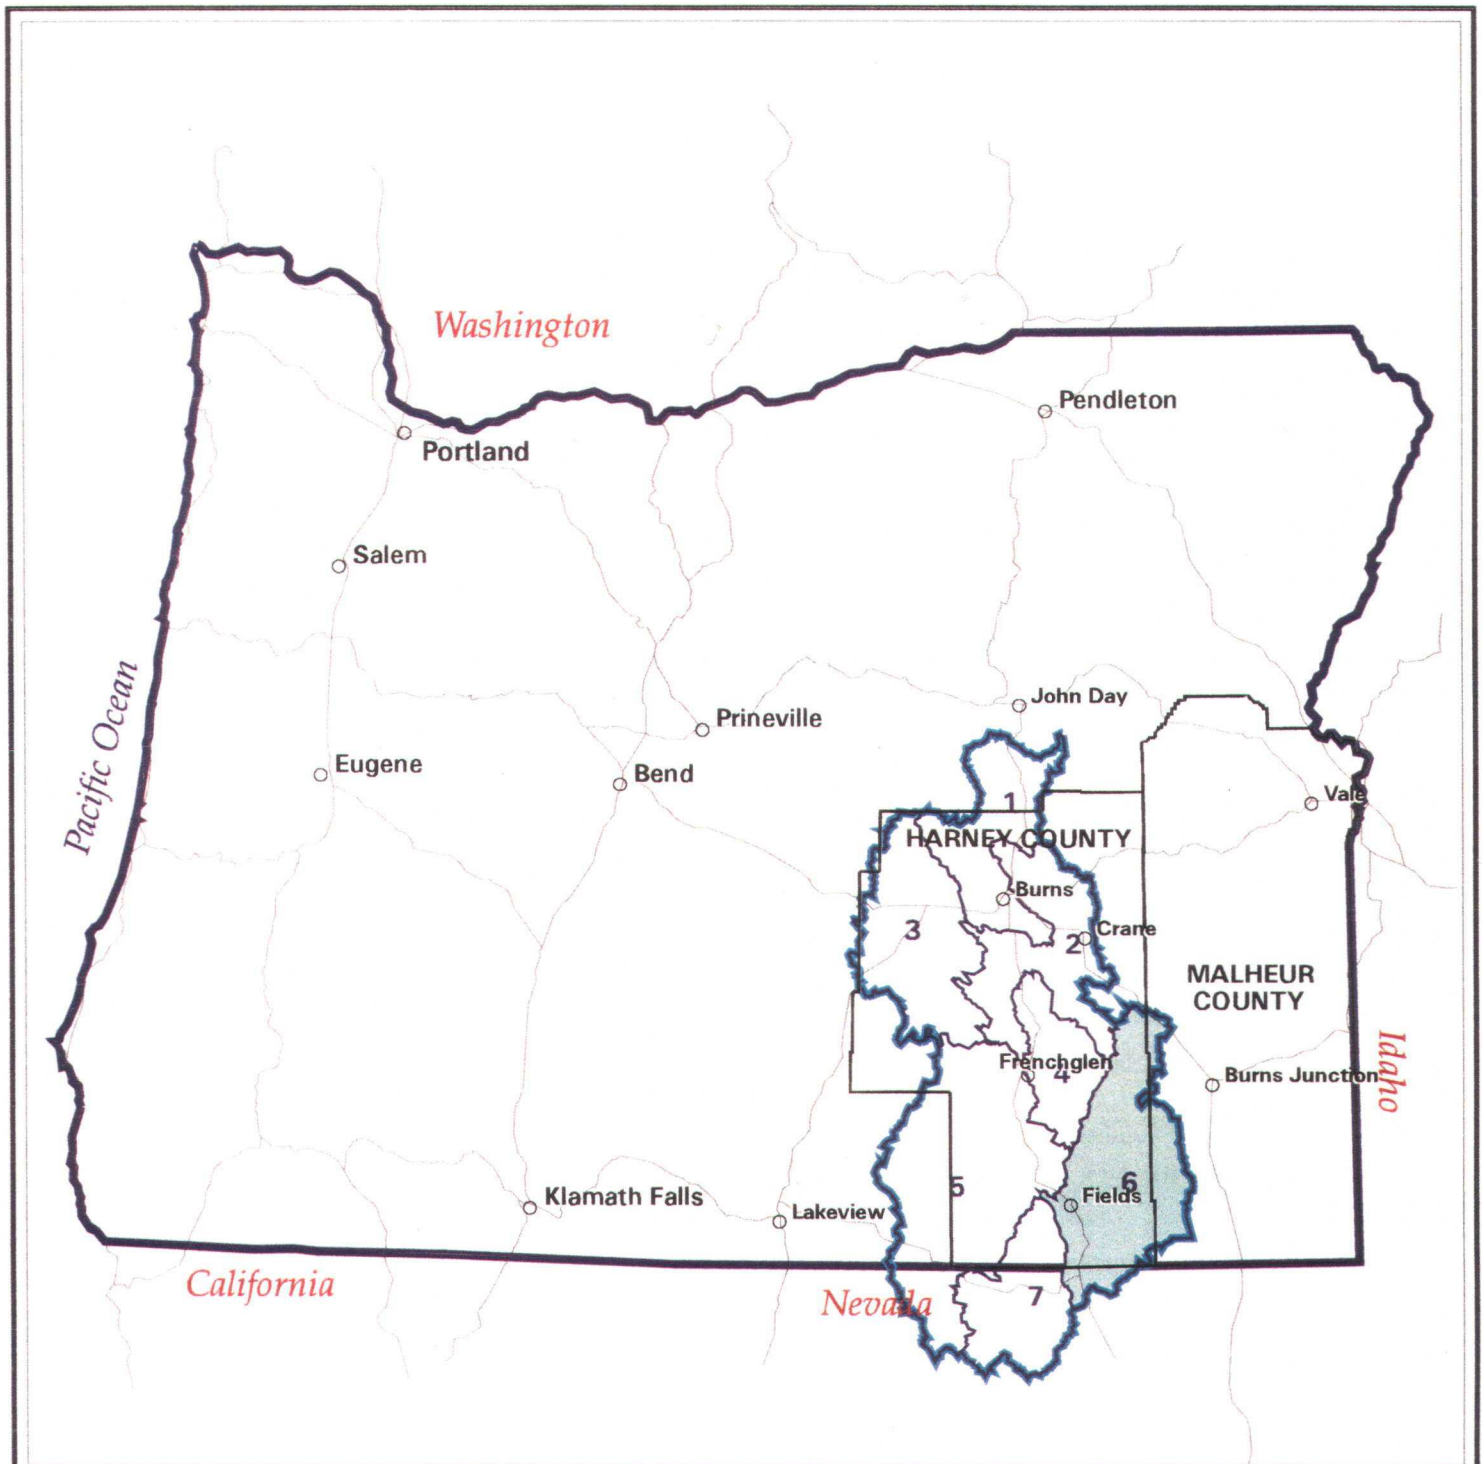 Washington
Pendleton
Portland
Salem
Pacific Ocean
John Day
Prineville
Eugene
Bend
Vale
1
HARNEY COUNTY
Burns
3
2
Crane
MALHEUR
COUNTY
Idaho
Frenchglen
4
Burns Junction
5
6
Fields
Klamath Falls
Lakeview
California
Nevada
7